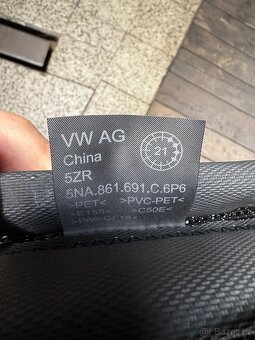 VW AG
21
China
5ZR
5NA.861.691.C.6P6
>PET< >PVC-PET<